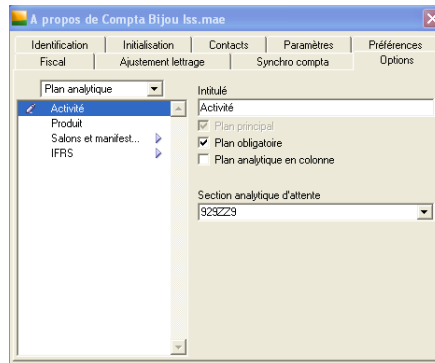 A propos de Compta Bijou Iss.mae
Identification Initialisation Contacts Paramètres Préférences
Fiscal Ajustement lettrage Synchro compta Options
Plan analytique
Activité
Produit
Salons et manifest...
IFRS
Intitulé
Activité
Plan principal
Plan obligatoire
Plan analytique en colonne
Section analytique d'attente
929ZZ9